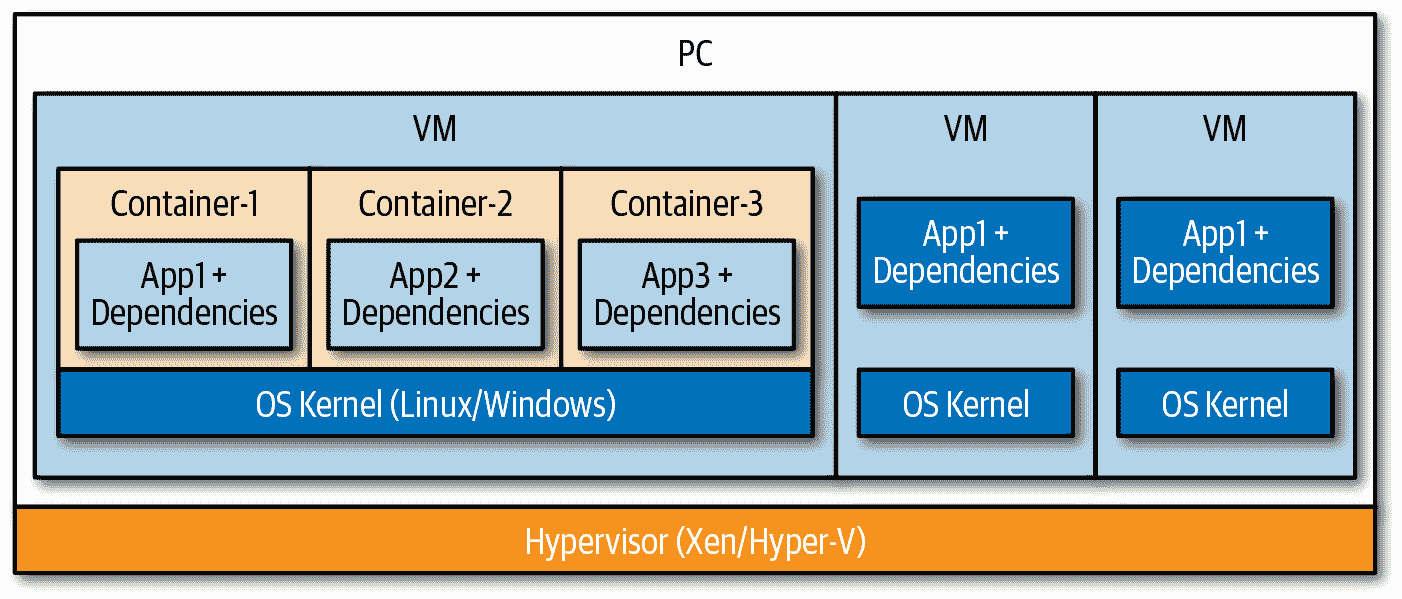 PC
VM
Container-1
App1 +
Dependencies
Container-2
App2 +
Dependencies
Container-3
App3 +
Dependencies
OS Kernel (Linux/Windows)
VM
App1 +
Dependencies
OS Kernel
VM
App1 +
Dependencies
OS Kernel
Hypervisor (Xen/Hyper-V)